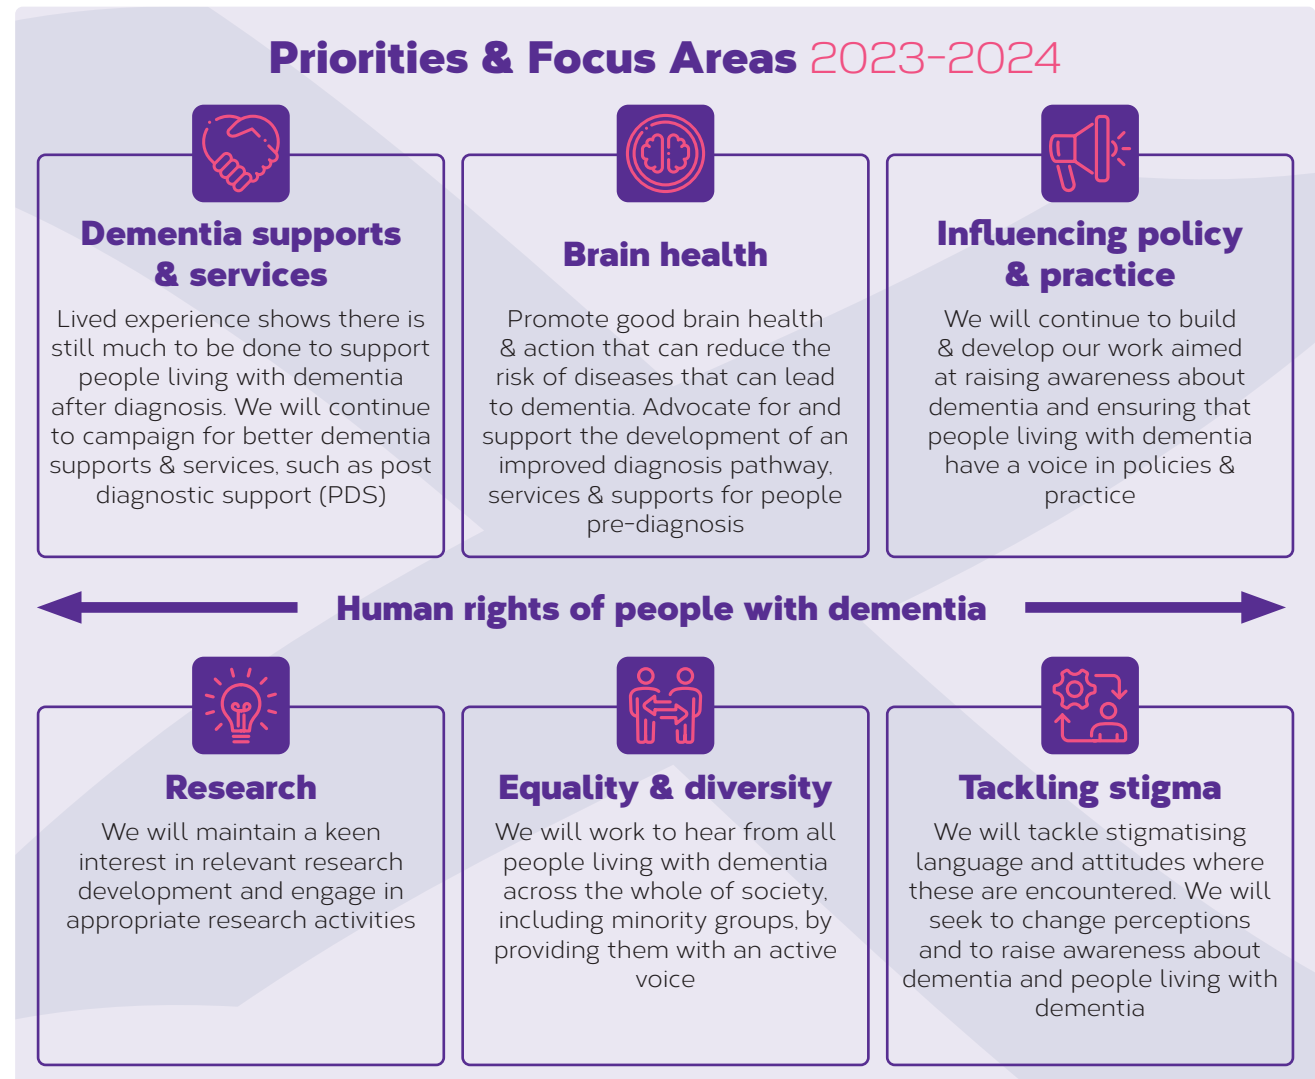 Priorities & Focus Areas 2023-2024
Dementia supports
& services
Lived experience shows there is
still much to be done to support
people living with dementia
after diagnosis. We will continue
to campaign for better dementia
supports & services, such as post
diagnostic support (PDS)
Brain health
Promote good brain health
& action that can reduce the
risk of diseases that can lead
to dementia. Advocate for and
support the development of an
improved diagnosis pathway,
services & supports for people
pre-diagnosis
Influencing policy
& practice
We will continue to build
& develop our work aimed
at raising awareness about
dementia and ensuring that
people living with dementia
have a voice in policies &
practice
Human rights of people with dementia
Research
We will maintain a keen
interest in relevant research
development and engage in
appropriate research activities
Equality & diversity
We will work to hear from all
people living with dementia
across the whole of society,
including minority groups, by
providing them with an active
voice
Tackling stigma
We will tackle stigmatising
language and attitudes where
these are encountered. We will
seek to change perceptions
and to raise awareness about
dementia and people living with
dementia